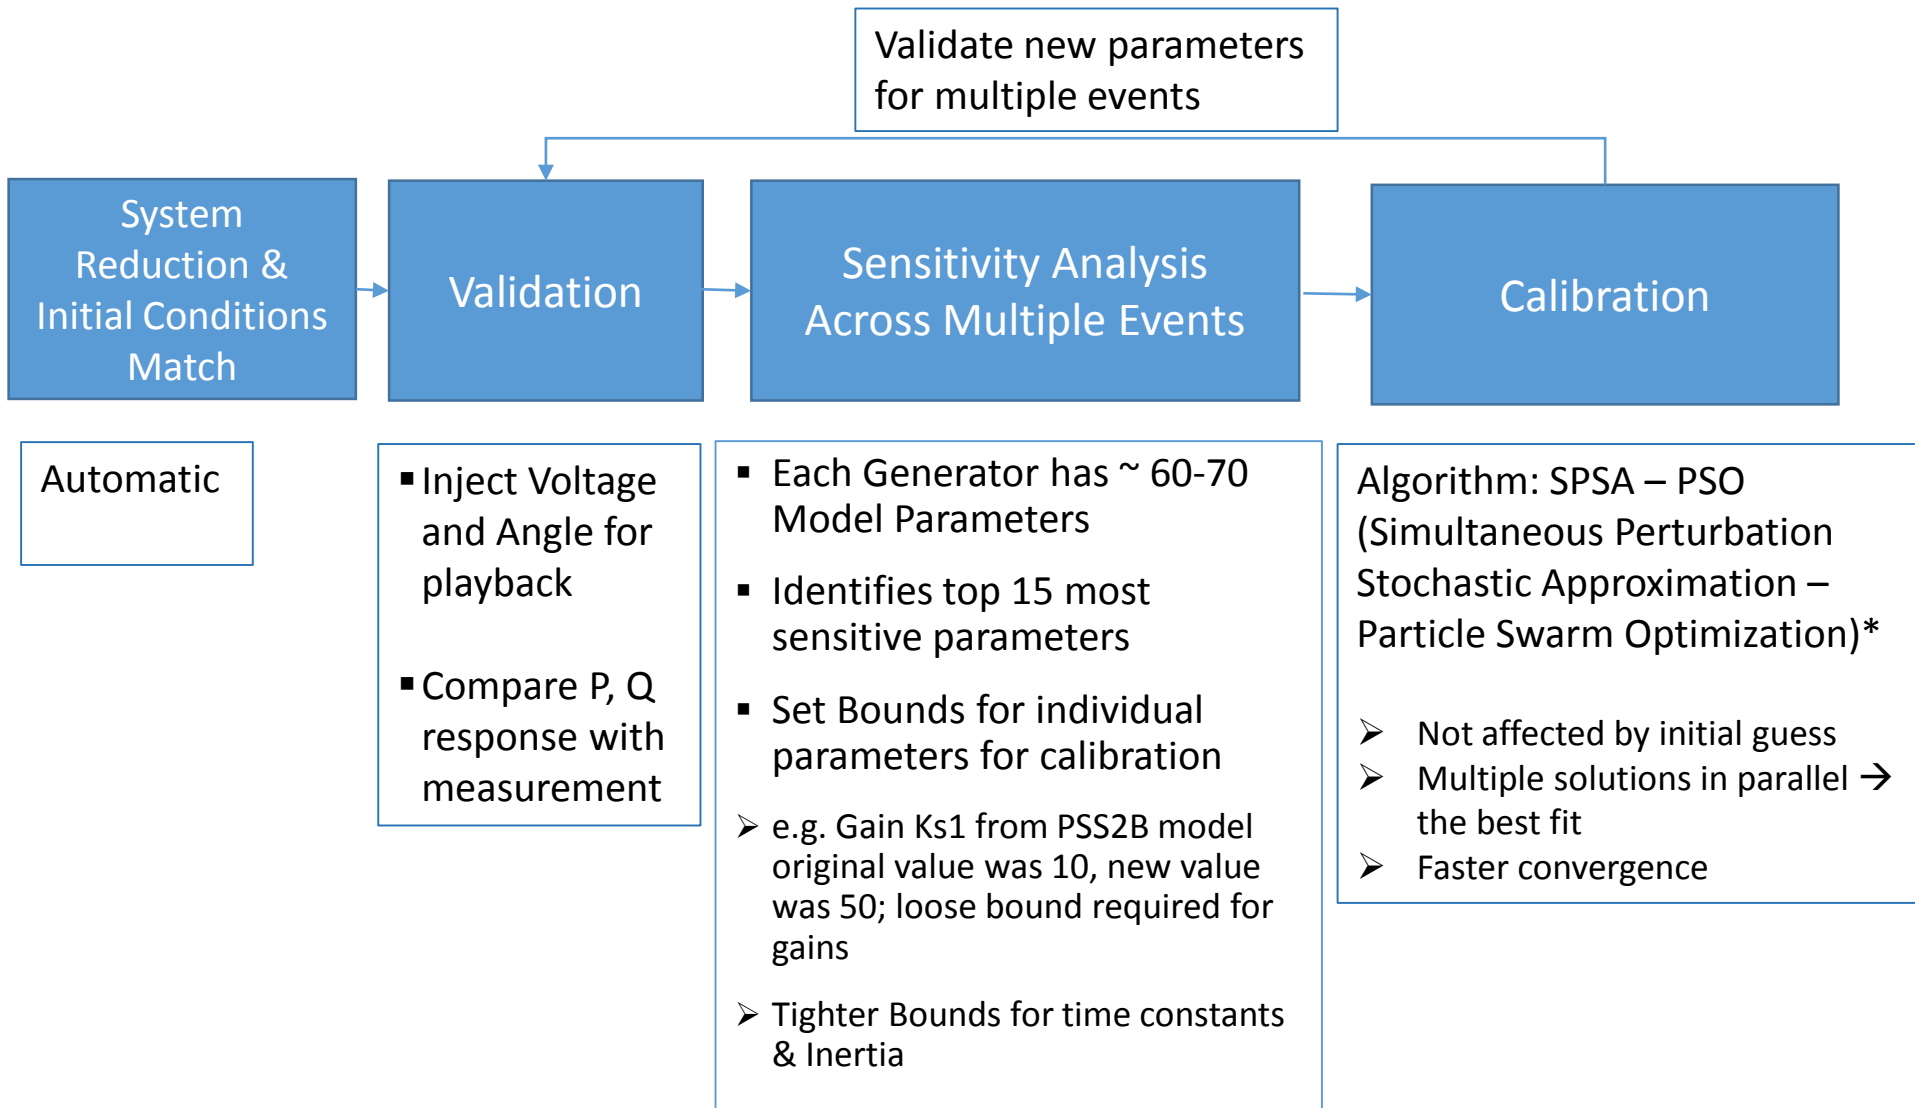 Validate new parameters
for multiple events
System
Reduction &
Initial Conditions
Match
Validation
Sensitivity Analysis
Across Multiple Events
Calibration
Automatic
▪ Inject Voltage
and Angle for
playback
▪ Compare P, Q
response with
measurement
▪ Each Generator has ~ 60-70
Model Parameters
▪ Identifies top 15 most
sensitive parameters
▪ Set Bounds for individual
parameters for calibration
➢ e.g. Gain Ks1 from PSS2B model
original value was 10, new value
was 50; loose bound required for
gains
➢ Tighter Bounds for time constants
& Inertia
Algorithm: SPSA – PSO
(Simultaneous Perturbation
Stochastic Approximation –
Particle Swarm Optimization)*
➢ Not affected by initial guess
➢ Multiple solutions in parallel →
the best fit
➢ Faster convergence